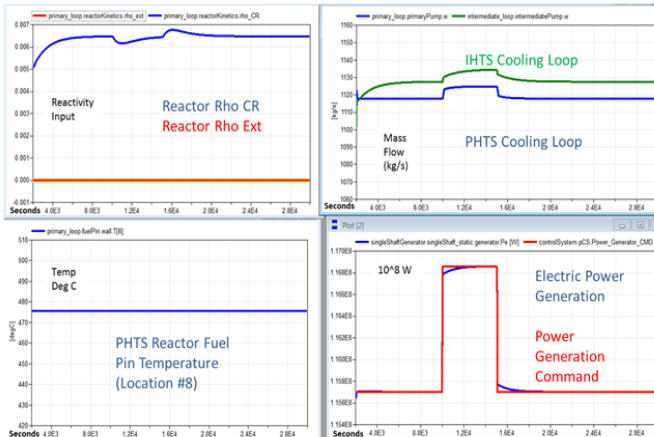 primary_loop.reactorKinetics.rho_ext primary_loop.reactorKinetics.rho_CR
0.007
0.006
0.005
0.004
0.003
0.002
0.001
0.000
-0.001
Reactivity
Input
Reactor Rho CR
Reactor Rho Ext
Seconds 4.0E3 8.0E3 1.2E4 1.6E4 2.0E4 2.4E4
primary_loop.primaryPump.w intermediate_loop.intermediatePump.w
1160
1150
1140
1130
1120
1110
1100
1090
1080
1070
1060
[kg/s]
IHTS Cooling Loop
PHTS Cooling Loop
Mass
Flow
(kg/s)
Seconds 4.0E3 8.0E3 1.2E4 1.6E4 2.0E4 2.4E4
primary_loop.fuelPin.wall.T[8]
510
500
490
480
470
460
450
440
430
420
[degC]
Temp
Deg C
PHTS Reactor Fuel
Pin Temperature
(Location #8)
Seconds 4.0E3 8.0E3 1.2E4 1.6E4 2.0E4 2.4E4
Plot [2]
singleShaftGenerator.singleShaft_static.generator.Pe [W] controlSystem.pCS.Power_Generator_CMD
1.170E8
1.168E8
1.166E8
1.164E8
1.162E8
1.160E8
1.158E8
1.156E8
1.154E8
10^8 W
Electric Power
Generation
Power
Generation
Command
Seconds 4.0E3 8.0E3 1.2E4 1.6E4 2.0E4 2.4E4